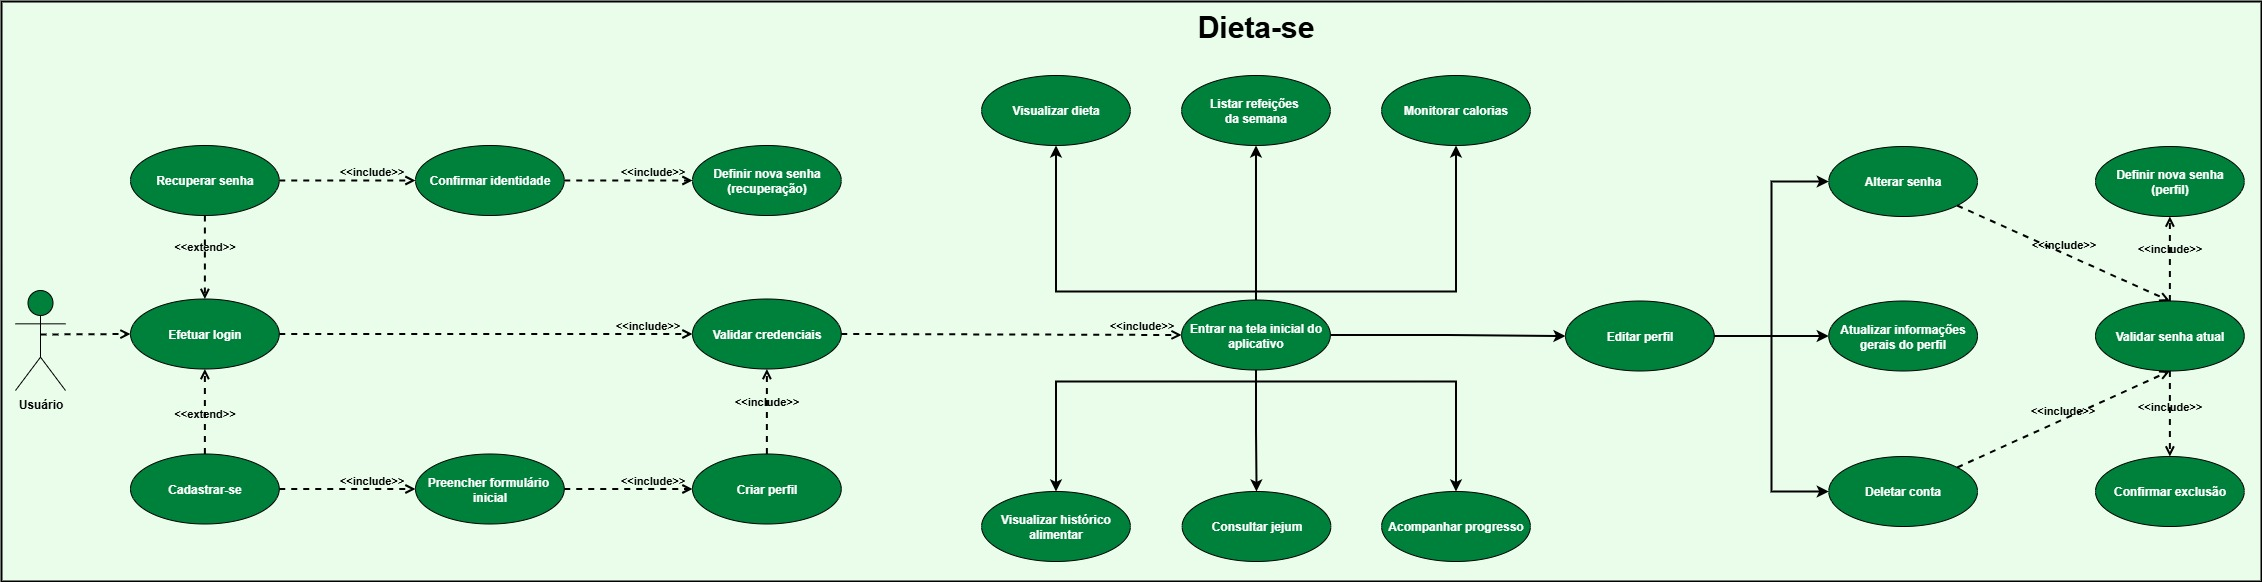 Dieta-se
Visualizar dieta
Listar refeições
da semana
Monitorar calorias
Recuperar senha
<<include>>
Confirmar identidade
<<include>>
Definir nova senha
(recuperação)
Alterar senha
Definir nova senha
(perfil)
<<extend>>
<<include>>
<<include>>
Usuário
Efetuar login
<<include>>
Validar credenciais
<<include>>
Entrar na tela inicial do
aplicativo
Editar perfil
Atualizar informações
gerais do perfil
Validar senha atual
<<extend>>
<<include>>
<<include>>
<<include>>
Cadastrar-se
<<include>>
Preencher formulário
inicial
<<include>>
Criar perfil
Deletar conta
Confirmar exclusão
Visualizar histórico
alimentar
Consultar jejum
Acompanhar progresso